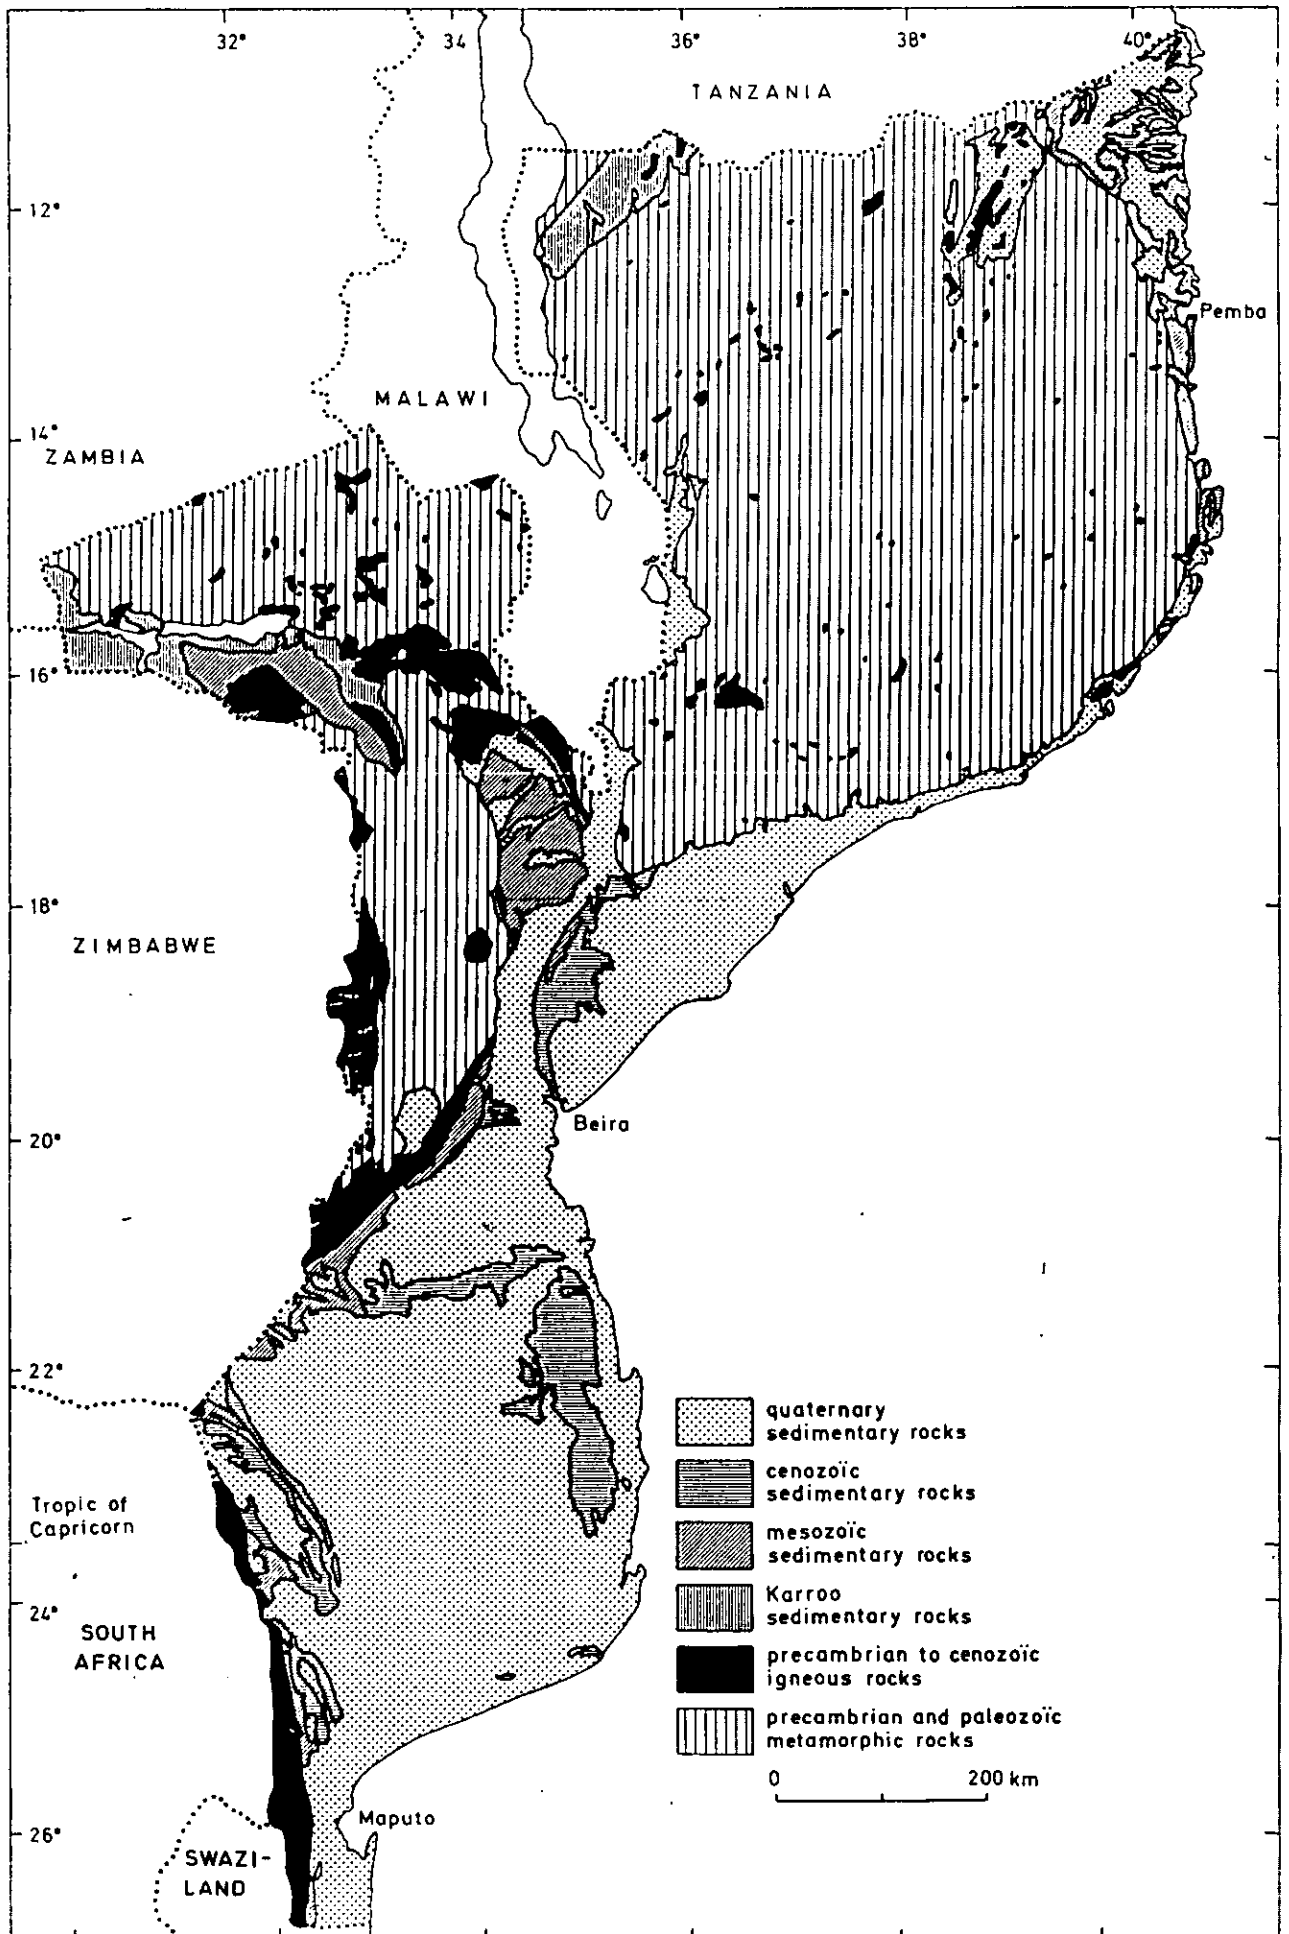 32° 34 36° 38° 40°
TANZANIA
12°
Pemba
MALAWI
14°
ZAMBIA
16°
18°
ZIMBABWE
Beira
20°
22°
quaternary
sedimentary rocks
cenozoïc
sedimentary rocks
Tropic of
Capricorn
mesozoïc
sedimentary rocks
Karroo
sedimentary rocks
24°
SOUTH
AFRICA
precambrian to cenozoïc
igneous rocks
precambrian and paleozoïc
metamorphic rocks
0 200 km
Maputo
26°
SWAZI-
LAND